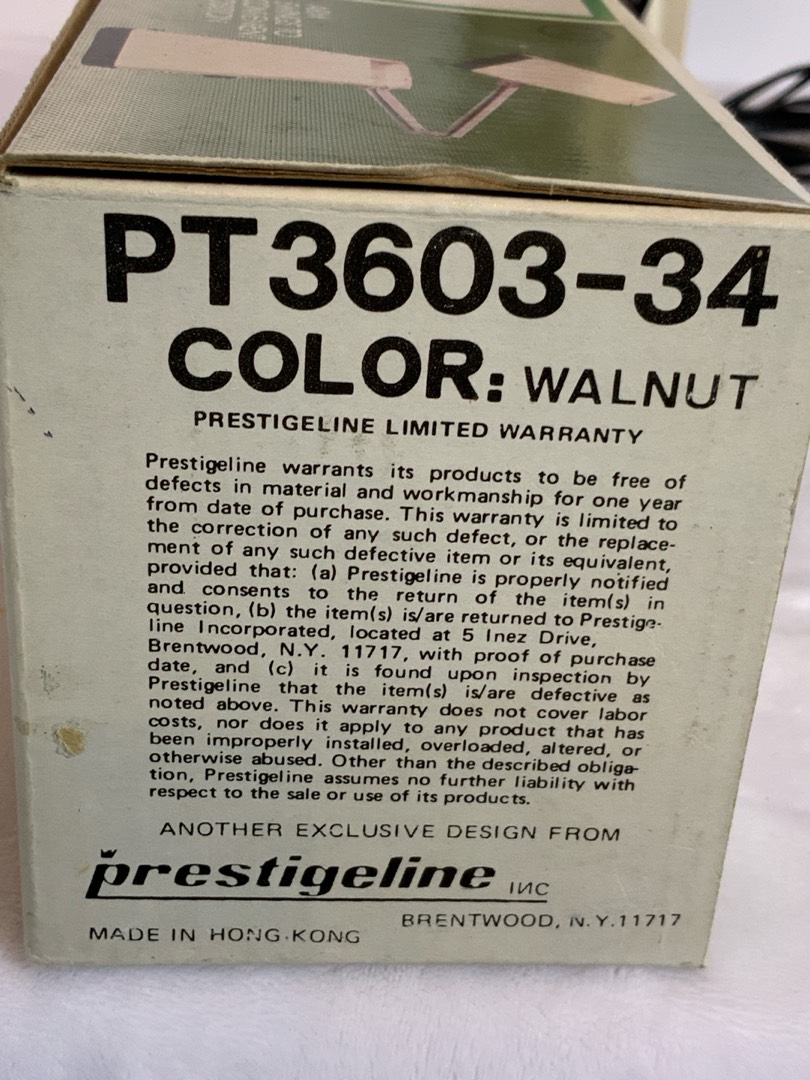 PT3603-34
COLOR: WALNUT
PRESTIGELINE LIMITED WARRANTY
Prestigeline warrants its products to be free of
defects in material and workmanship for one year
from date of purchase. This warranty is limited to
the correction of any such defect, or the replace-
ment of any such defective item or its equivalent,
provided that: (a) Prestigeline is properly notified
and consents to the return of the item(s) in
question, (b) the item(s) is/are returned to Prestige-
line Incorporated, located at 5 Inez Drive,
Brentwood, N.Y. 11717, with proof of purchase
date, and (c) it is found upon inspection by
Prestigeline that the item(s) is/are defective as
noted above. This warranty does not cover labor
costs, nor does it apply to any product that has
been improperly installed, overloaded, altered, or
otherwise abused. Other than the described obliga-
tion, Prestigeline assumes no further liability with
respect to the sale or use of its products.
ANOTHER EXCLUSIVE DESIGN FROM
prestigeline INC
BRENTWOOD, N.Y.11717
MADE IN HONG-KONG